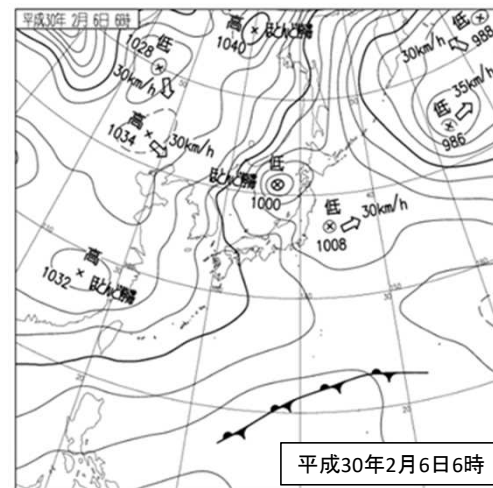 平成30年 2月 6日 6時
低
1028
30km/h
高
1040
ほとんど停滞
30km/h
988
35km/h
低
986
高
1034
30km/h
ほとんど停滞
低
1000
低
30km/h
1008
高
1032
ほとんど停滞
平成30年2月6日6時